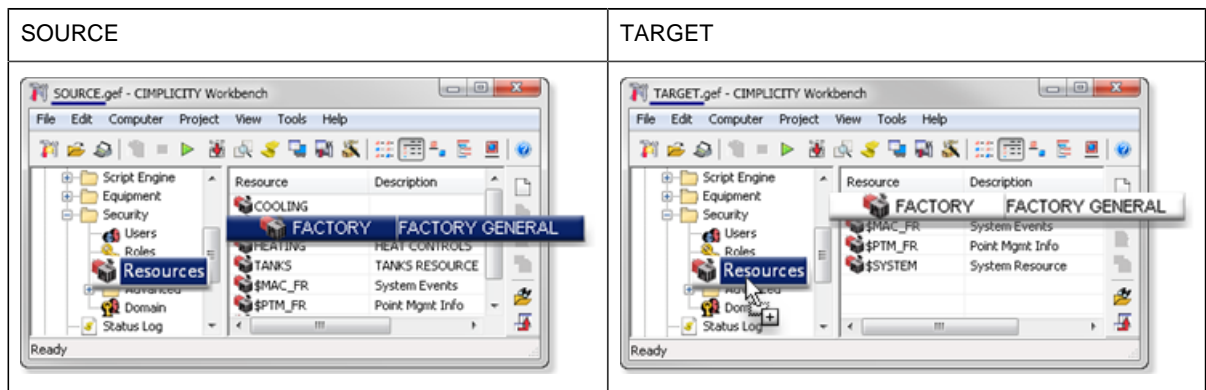 SOURCE
TARGET
SOURCE.gef - CIMPLICITY Workbench
File Edit Computer Project View Tools Help
Script Engine
Equipment
Security
Users
Roles
Resources
Advanced
Domain
Status Log
Resource Description
COOLING
FACTORY FACTORY GENERAL
HEATING HEAT CONTROLS
TANKS TANKS RESOURCE
$MAC_FR System Events
$PTM_FR Point Mgmt Info
Ready
TARGET.gef - CIMPLICITY Workbench
File Edit Computer Project View Tools Help
Script Engine
Equipment
Security
Users
Roles
Resources
Status Log
Resource Description
FACTORY FACTORY GENERAL
$MAC_FR System Events
$PTM_FR Point Mgmt Info
$SYSTEM System Resource
Ready